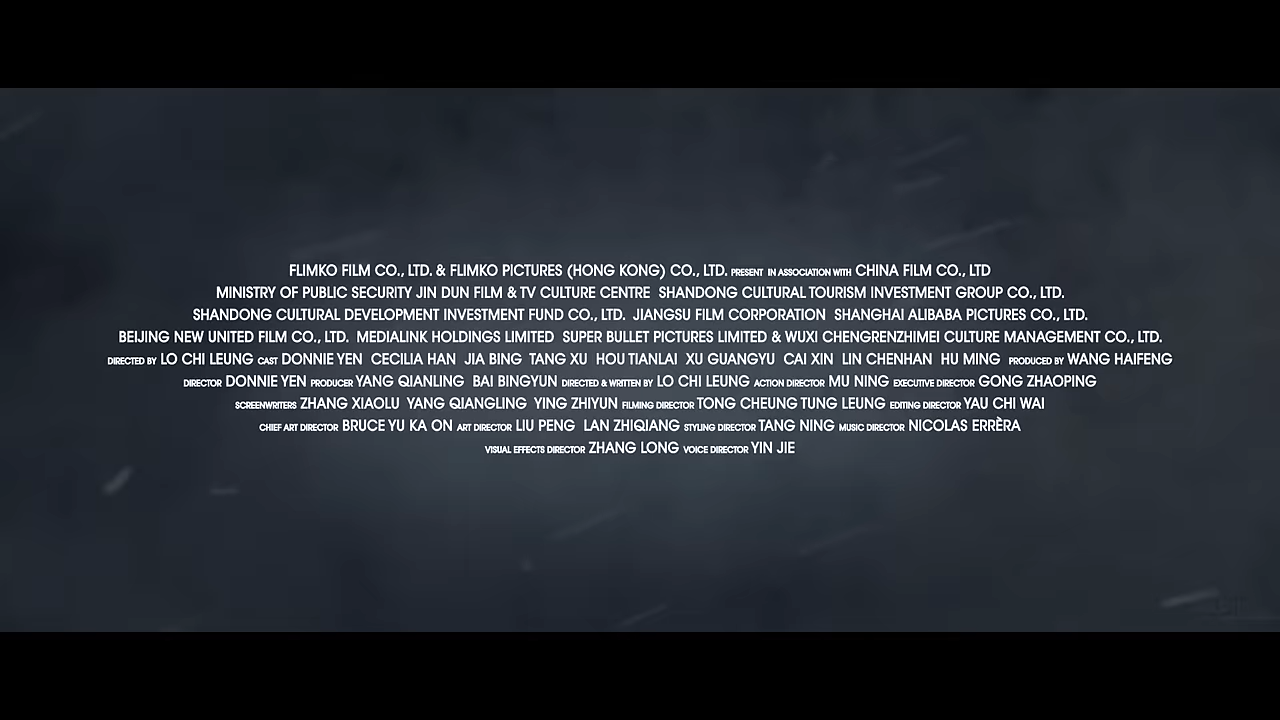 FLIMKO FILM CO., LTD. & FLIMKO PICTURES (HONG KONG) CO., LTD. PRESENT IN ASSOCIATION WITH CHINA FILM CO., LTD
MINISTRY OF PUBLIC SECURITY JIN DUN FILM & TV CULTURE CENTRE SHANDONG CULTURAL TOURISM INVESTMENT GROUP CO., LTD.
SHANDONG CULTURAL DEVELOPMENT INVESTMENT FUND CO., LTD. JIANGSU FILM CORPORATION SHANGHAI ALIBABA PICTURES CO., LTD.
BEIJING NEW UNITED FILM CO., LTD. MEDIALINK HOLDINGS LIMITED SUPER BULLET PICTURES LIMITED & WUXI CHENGRENZHIMEI CULTURE MANAGEMENT CO., LTD.
DIRECTED BY LO CHI LEUNG CAST DONNIE YEN CECILIA HAN JIA BING TANG XU HOU TIANLAI XU GUANGYU CAI XIN LIN CHENHAN HU MING PRODUCED BY WANG HAIFENG
DIRECTOR DONNIE YEN PRODUCER YANG QIANLING BAI BINGYUN DIRECTED & WRITTEN BY LO CHI LEUNG ACTION DIRECTOR MU NING EXECUTIVE DIRECTOR GONG ZHAOPING
SCREENWRITERS ZHANG XIAOLU YANG QIANGLING YING ZHIYUN FILMING DIRECTOR TONG CHEUNG TUNG LEUNG EDITING DIRECTOR YAU CHI WAI
CHIEF ART DIRECTOR BRUCE YU KA ON ART DIRECTOR LIU PENG LAN ZHIQIANG STYLING DIRECTOR TANG NING MUSIC DIRECTOR NICOLAS ERRÈRA
VISUAL EFFECTS DIRECTOR ZHANG LONG VOICE DIRECTOR YIN JIE